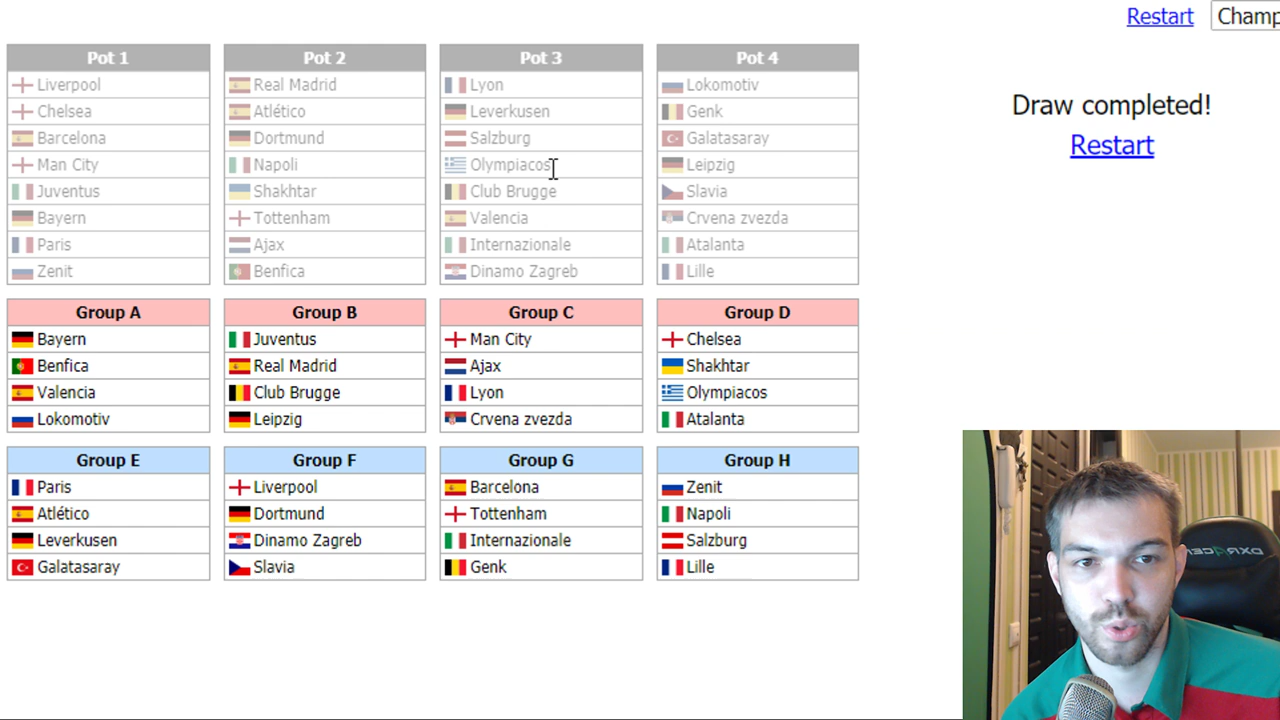 Restart Champ
Pot 1 Pot 2 Pot 3 Pot 4
Liverpool Real Madrid Lyon Lokomotiv
Chelsea Atlético Leverkusen Genk
Barcelona Dortmund Salzburg Galatasaray
Man City Napoli Olympiacos Leipzig
Juventus Shakhtar Club Brugge Slavia
Bayern Tottenham Valencia Crvena zvezda
Paris Ajax Internazionale Atalanta
Zenit Benfica Dinamo Zagreb Lille
Draw completed!
Restart
Group A Group B Group C Group D
Bayern Juventus Man City Chelsea
Benfica Real Madrid Ajax Shakhtar
Valencia Club Brugge Lyon Olympiacos
Lokomotiv Leipzig Crvena zvezda Atalanta
Group E Group F Group G Group H
Paris Liverpool Barcelona Zenit
Atlético Dortmund Tottenham Napoli
Leverkusen Dinamo Zagreb Internazionale Salzburg
Galatasaray Slavia Genk Lille